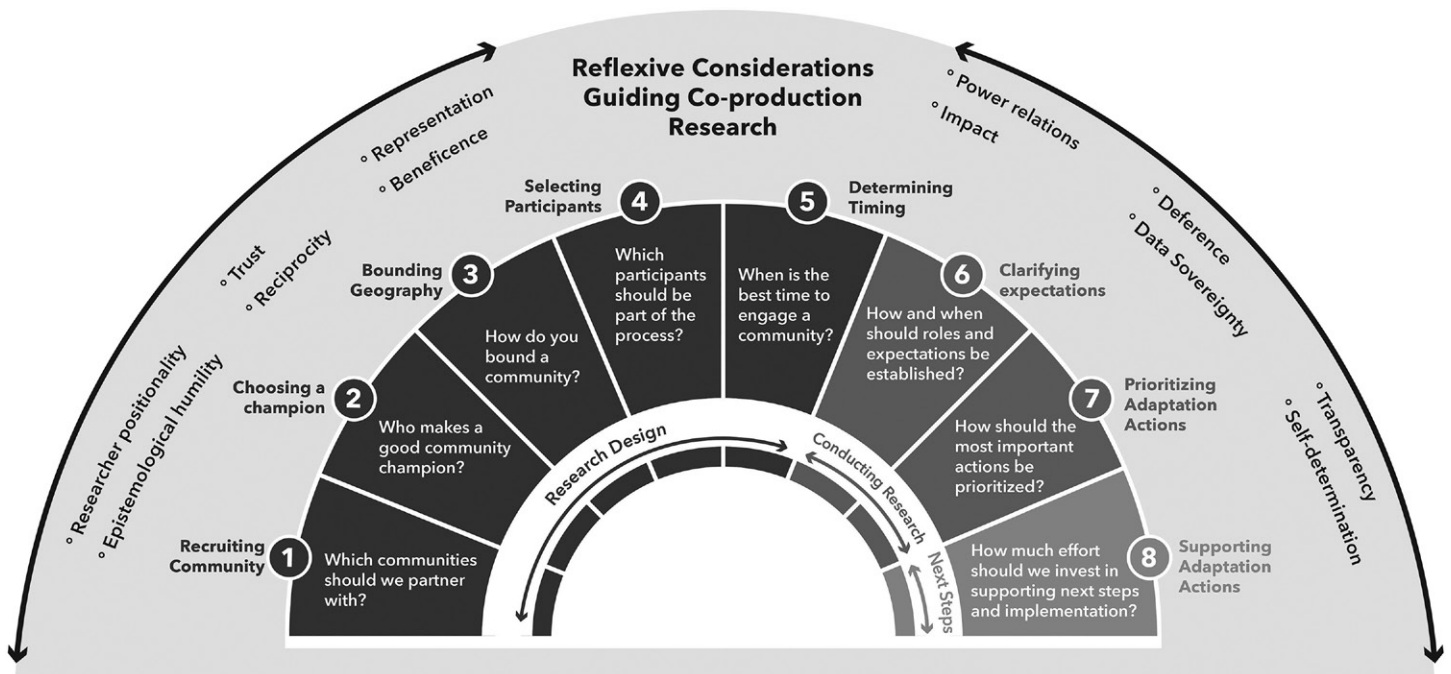 Reflexive Considerations
Guiding Co-production
Research
° Researcher positionality
° Epistemological humility
° Trust
° Reciprocity
° Representation
° Beneficence
° Power relations
° Impact
° Deference
° Data Sovereignty
° Transparency
° Self-determination
Recruiting
Community
1
Which communities
should we partner
with?
Choosing a
champion
2
Who makes a
good community
champion?
Bounding
Geography
3
How do you
bound a
community?
Selecting
Participants
4
Which
participants
should be
part of the
process?
5
Determining
Timing
When is the
best time to
engage a
community?
6
Clarifying
expectations
How and when
should roles and
expectations be
established?
7
Prioritizing
Adaptation
Actions
How should the
most important
actions be
prioritized?
8
Supporting
Adaptation
Actions
How much effort
should we invest in
supporting next steps
and implementation?
Research Design
Conducting Research
Next Steps